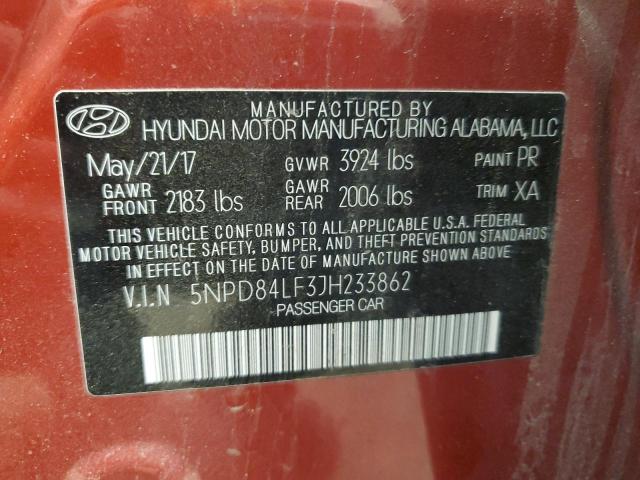 MANUFACTURED BY
HYUNDAI MOTOR MANUFACTURING ALABAMA, LLC
May/21/17 GVWR 3924 lbs PAINT PR
GAWR FRONT 2183 lbs GAWR REAR 2006 lbs TRIM XA
THIS VEHICLE CONFORMS TO ALL APPLICABLE U.S.A. FEDERAL
MOTOR VEHICLE SAFETY, BUMPER, AND THEFT PREVENTION STANDARDS
IN EFFECT ON THE DATE OF MANUFACTURE SHOWN ABOVE
V.I.N 5NPD84LF3JH233862
PASSENGER CAR